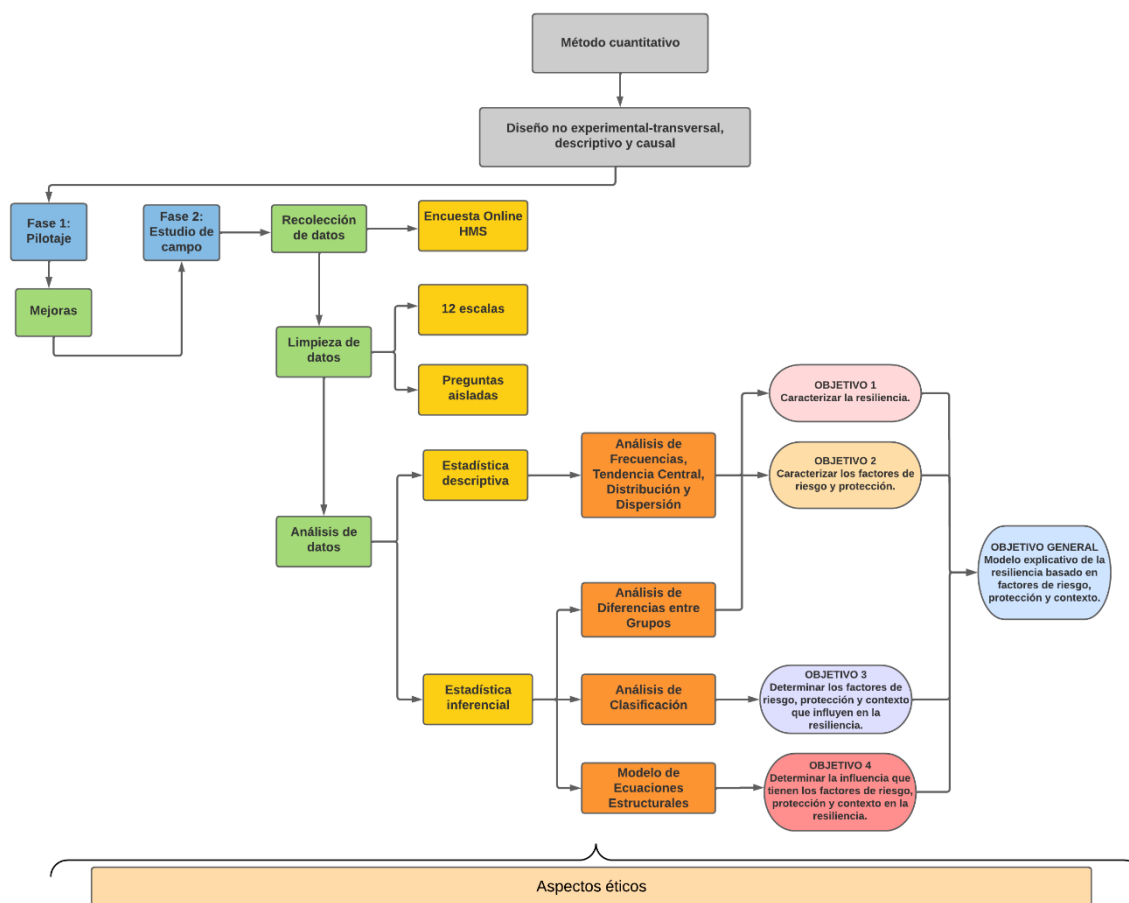 Método cuantitativo
Diseño no experimental-transversal,
descriptivo y causal
Fase 1:
Pilotaje
Mejoras
Fase 2:
Estudio de
campo
Recolección
de datos
Encuesta Online
HMS
Limpieza de
datos
12 escalas
Preguntas
aisladas
Análisis de
datos
Estadística
descriptiva
Análisis de
Frecuencias,
Tendencia Central,
Distribución y
Dispersión
OBJETIVO 1
Caracterizar la resiliencia.
OBJETIVO 2
Caracterizar los factores de
riesgo y protección.
Estadística
inferencial
Análisis de
Diferencias entre
Grupos
Análisis de
Clasificación
OBJETIVO 3
Determinar los factores de
riesgo, protección y contexto
que influyen en la
resiliencia.
Modelo de
Ecuaciones
Estructurales
OBJETIVO 4
Determinar la influencia que
tienen los factores de riesgo,
protección y contexto en la
resiliencia.
OBJETIVO GENERAL
Modelo explicativo de la
resiliencia basado en
factores de riesgo,
protección y contexto.
Aspectos éticos